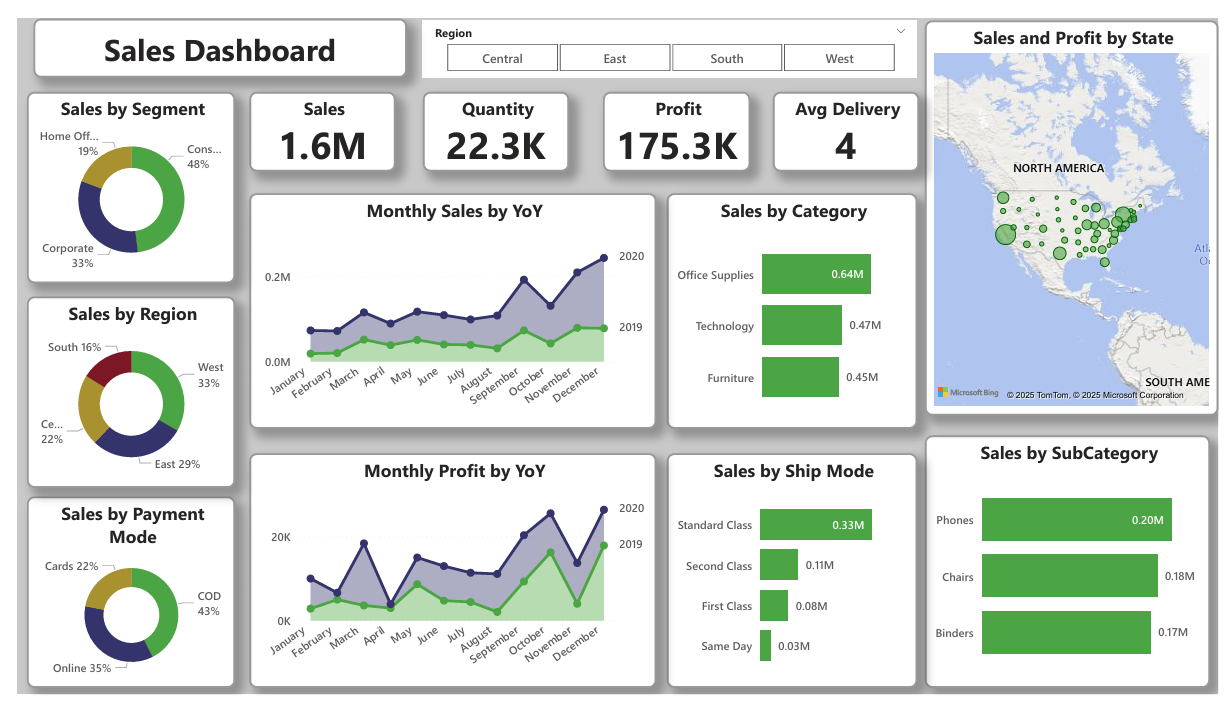 Sales Dashboard
Region
Central
East
South
West
Sales and Profit by State
NORTH AMERICA
Atl
Oc
SOUTH AME
Microsoft Bing
© 2025 TomTom, © 2025 Microsoft Corporation
Sales by Segment
Home Off...
19%
Cons...
48%
Corporate
33%
Sales
1.6M
Quantity
22.3K
Profit
175.3K
Avg Delivery
4
Monthly Sales by YoY
0.2M
0.0M
2020
2019
January
February
March
April
May
June
July
August
September
October
November
December
Sales by Category
Office Supplies
0.64M
Technology
0.47M
Furniture
0.45M
Sales by Region
South 16%
West
33%
Ce...
22%
East 29%
Monthly Profit by YoY
20K
0K
2020
2019
January
February
March
April
May
June
July
August
September
October
November
December
Sales by Ship Mode
Standard Class
0.33M
Second Class
0.11M
First Class
0.08M
Same Day
0.03M
Sales by SubCategory
Phones
0.20M
Chairs
0.18M
Binders
0.17M
Sales by Payment
Mode
Cards 22%
COD
43%
Online 35%